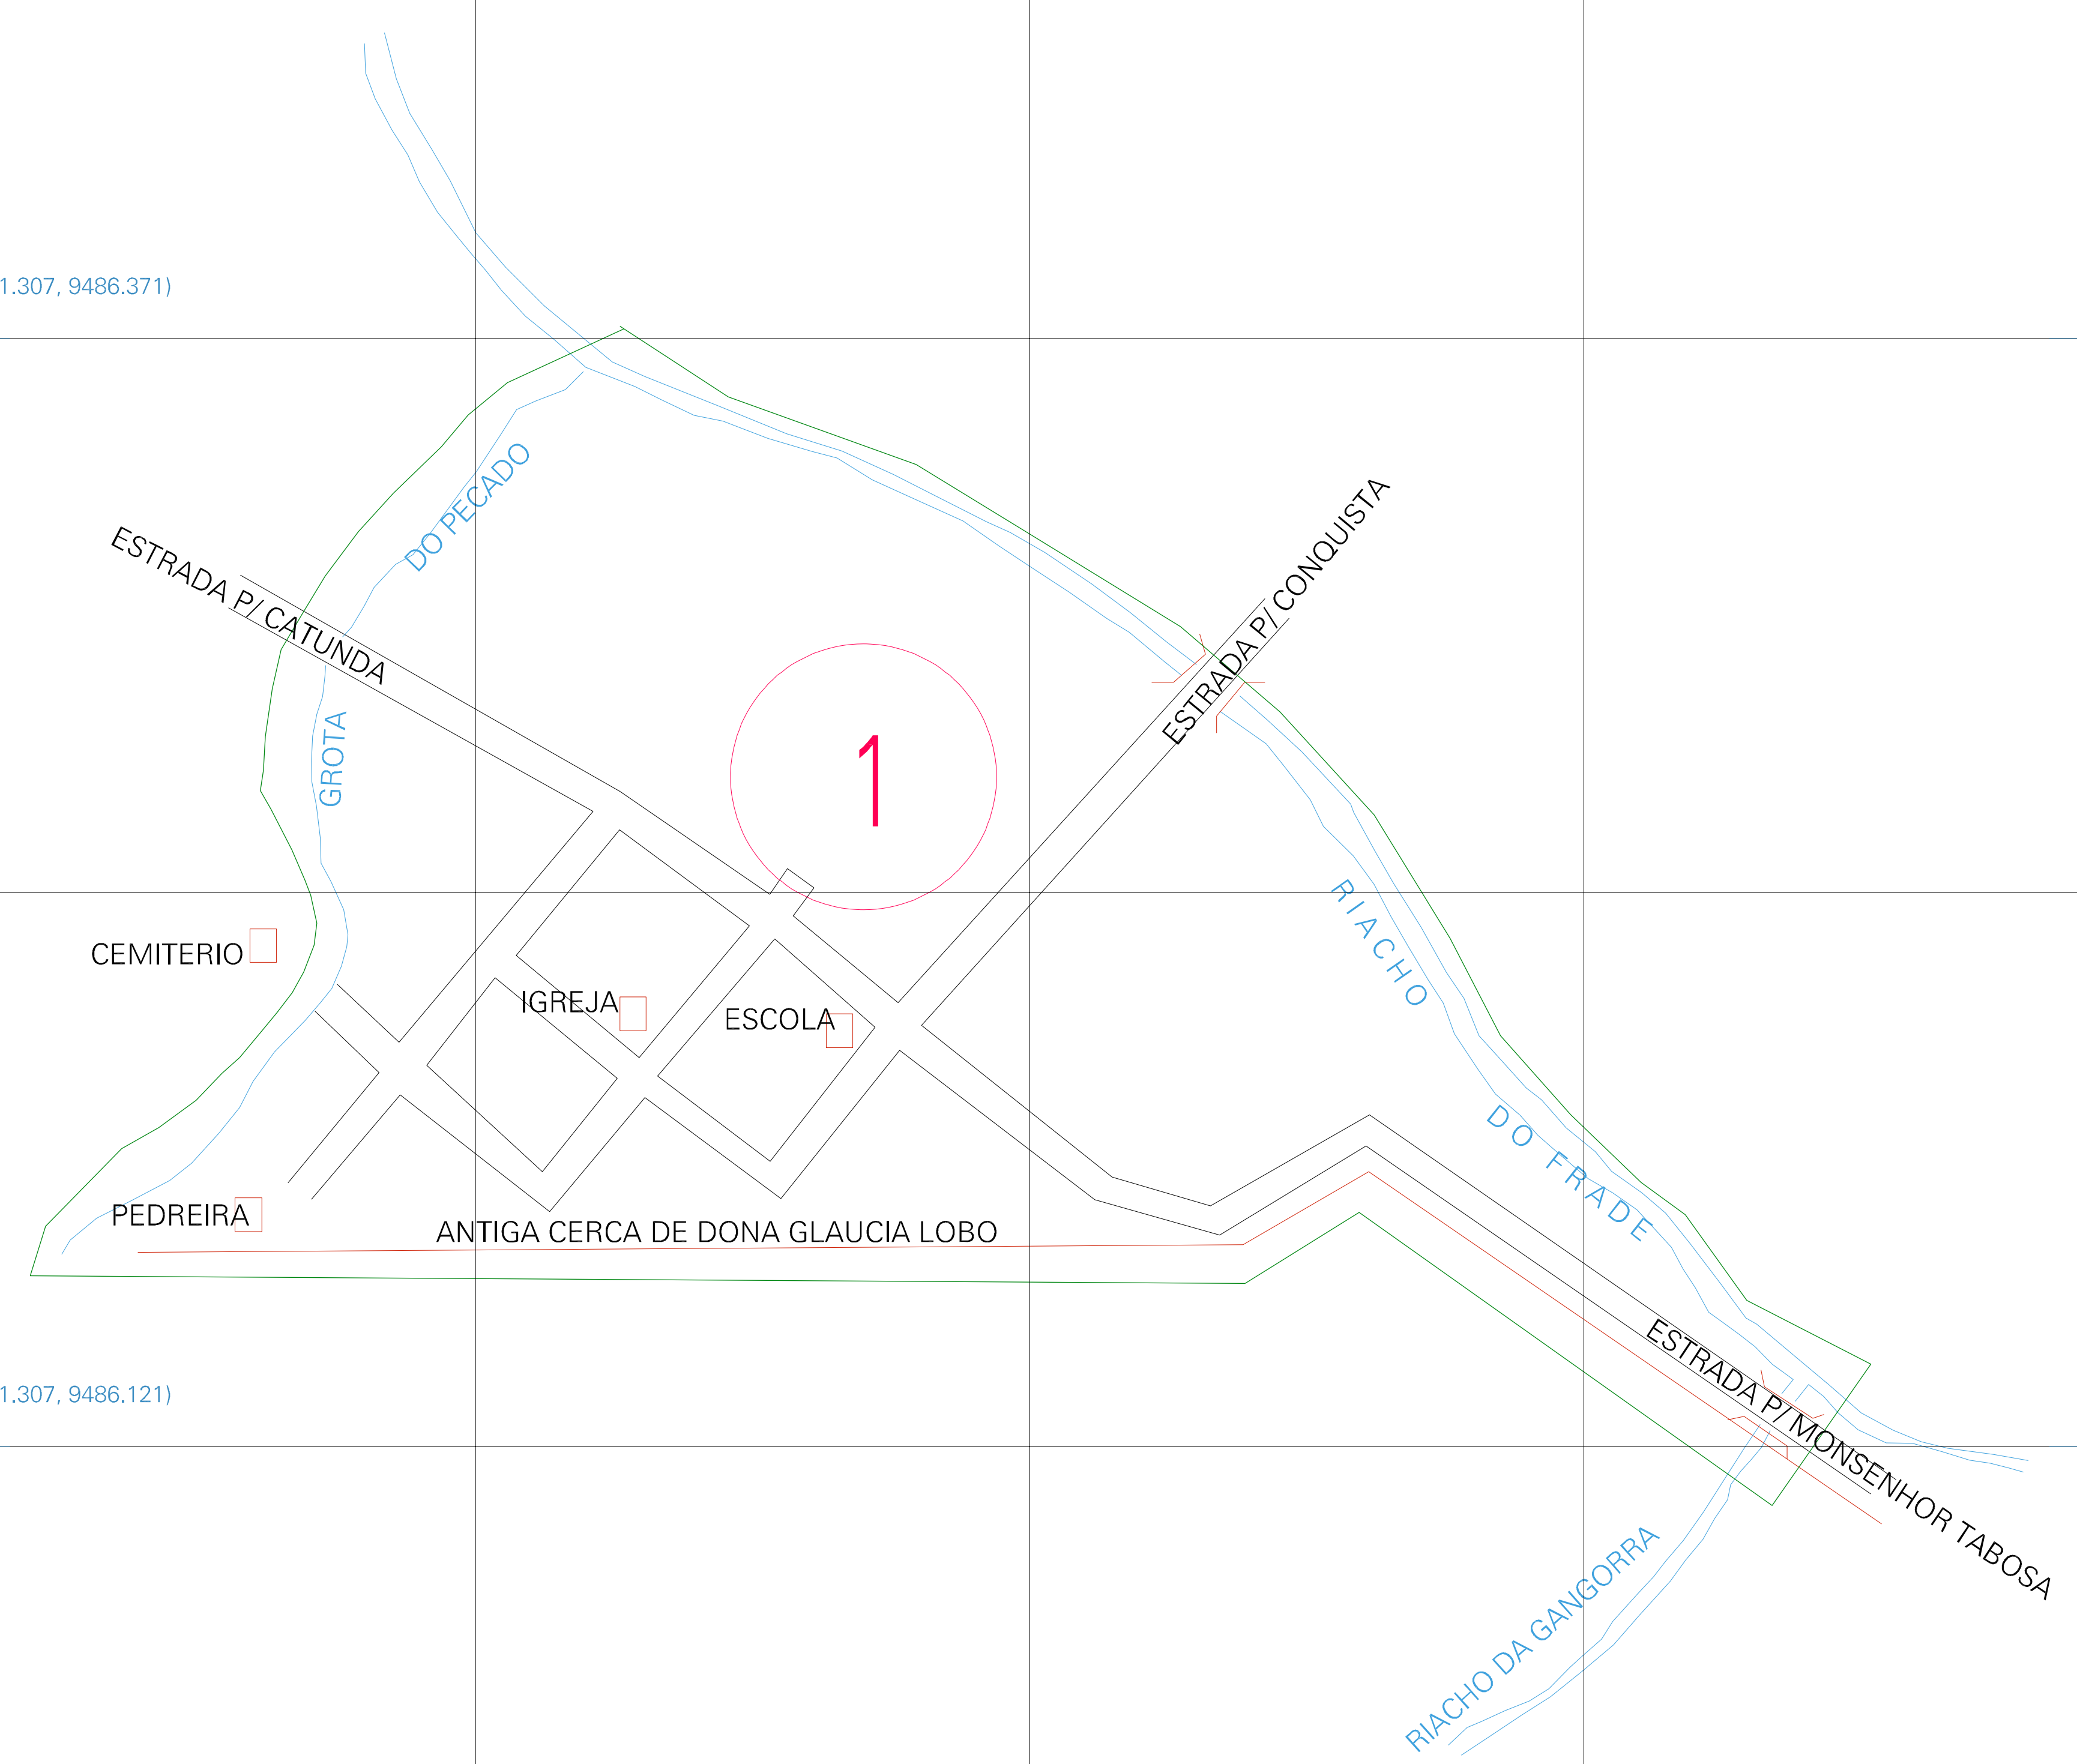 1.307, 9486.371)
DO PECADO
ESTRADA P/ CONQUISTA
ESTRADA P/ CATUNDA
GROTA
1
RIACHO
CEMITERIO
IGREJA
ESCOLA
DO FRADE
PEDREIRA
ANTIGA CERCA DE DONA GLAUCIA LOBO
ESTRADA P/ MONSENHOR TABOSA
1.307, 9486.121)
RIACHO DA GANGORRA